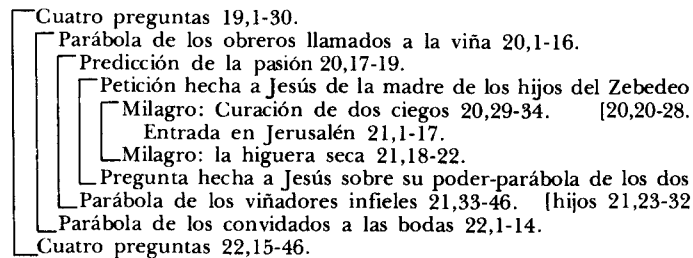 Cuatro preguntas 19,1-30.
Parábola de los obreros llamados a la viña 20,1-16.
Predicción de la pasión 20,17-19.
Petición hecha a Jesús de la madre de los hijos del Zebedeo
Milagro: Curación de dos ciegos 20,29-34. [20,20-28.
Entrada en Jerusalén 21,1-17.
Milagro: la higuera seca 21,18-22.
Pregunta hecha a Jesús sobre su poder-parábola de los dos
Parábola de los viñadores infieles 21,33-46. [hijos 21,23-32
Parábola de los convidados a las bodas 22,1-14.
Cuatro preguntas 22,15-46.